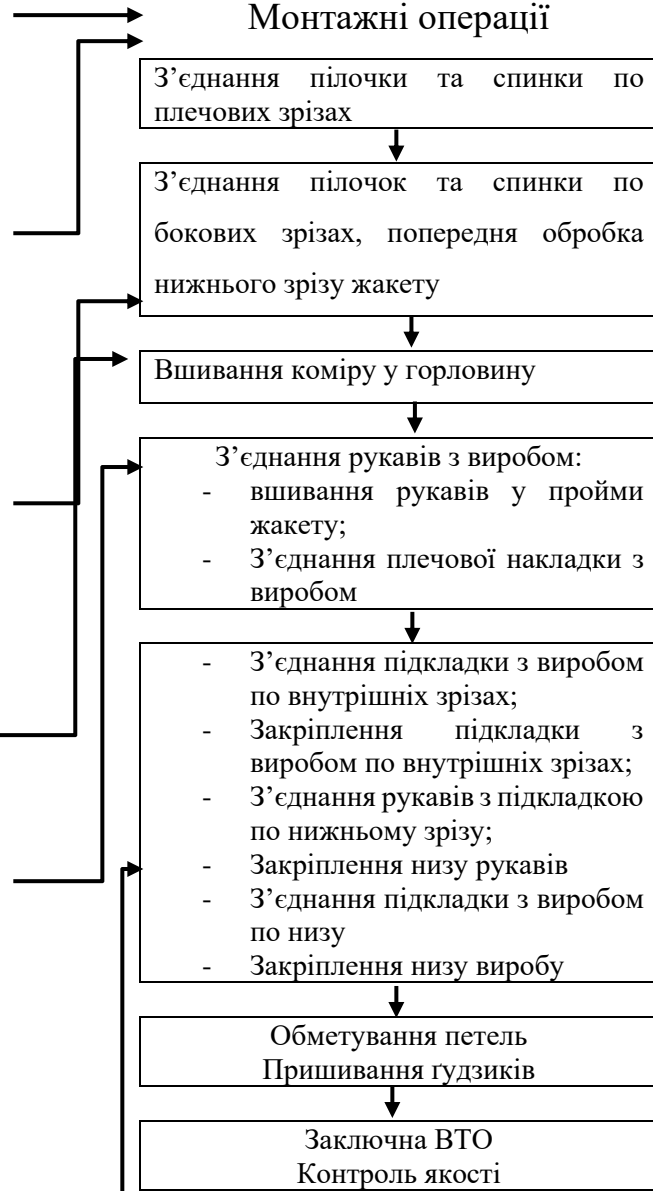 Монтажні операції
З’єднання пілочки та спинки по
плечових зрізах
З’єднання пілочок та спинки по
бокових зрізах, попередня обробка
нижнього зрізу жакету
Вшивання коміру у горловину
З’єднання рукавів з виробом:
- вшивання рукавів у пройми
жакету;
- З’єднання плечової накладки з
виробом
- З’єднання підкладки з виробом
по внутрішніх зрізах;
- Закріплення підкладки з
виробом по внутрішніх зрізах;
- З’єднання рукавів з підкладкою
по нижньому зрізу;
- Закріплення низу рукавів
- З’єднання підкладки з виробом
по низу
- Закріплення низу виробу
Обметування петель
Пришивання ґудзиків
Заключна ВТО
Контроль якості